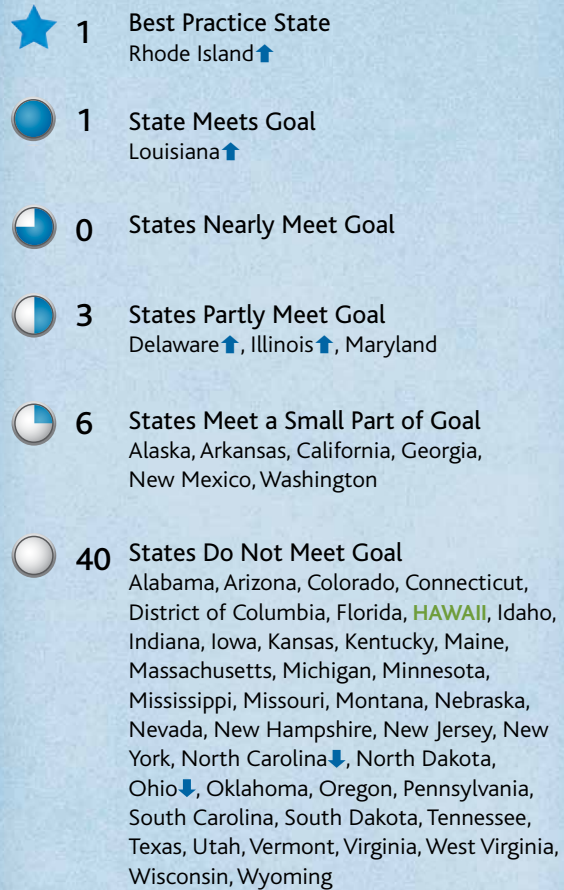 1 Best Practice State
Rhode Island⬆
1 State Meets Goal
Louisiana⬆
0 States Nearly Meet Goal
3 States Partly Meet Goal
Delaware⬆, Illinois⬆, Maryland
6 States Meet a Small Part of Goal
Alaska, Arkansas, California, Georgia,
New Mexico, Washington
40 States Do Not Meet Goal
Alabama, Arizona, Colorado, Connecticut,
District of Columbia, Florida, HAWAII, Idaho,
Indiana, Iowa, Kansas, Kentucky, Maine,
Massachusetts, Michigan, Minnesota,
Mississippi, Missouri, Montana, Nebraska,
Nevada, New Hampshire, New Jersey, New
York, North Carolina⬇, North Dakota,
Ohio⬇, Oklahoma, Oregon, Pennsylvania,
South Carolina, South Dakota, Tennessee,
Texas, Utah, Vermont, Virginia, West Virginia,
Wisconsin, Wyoming